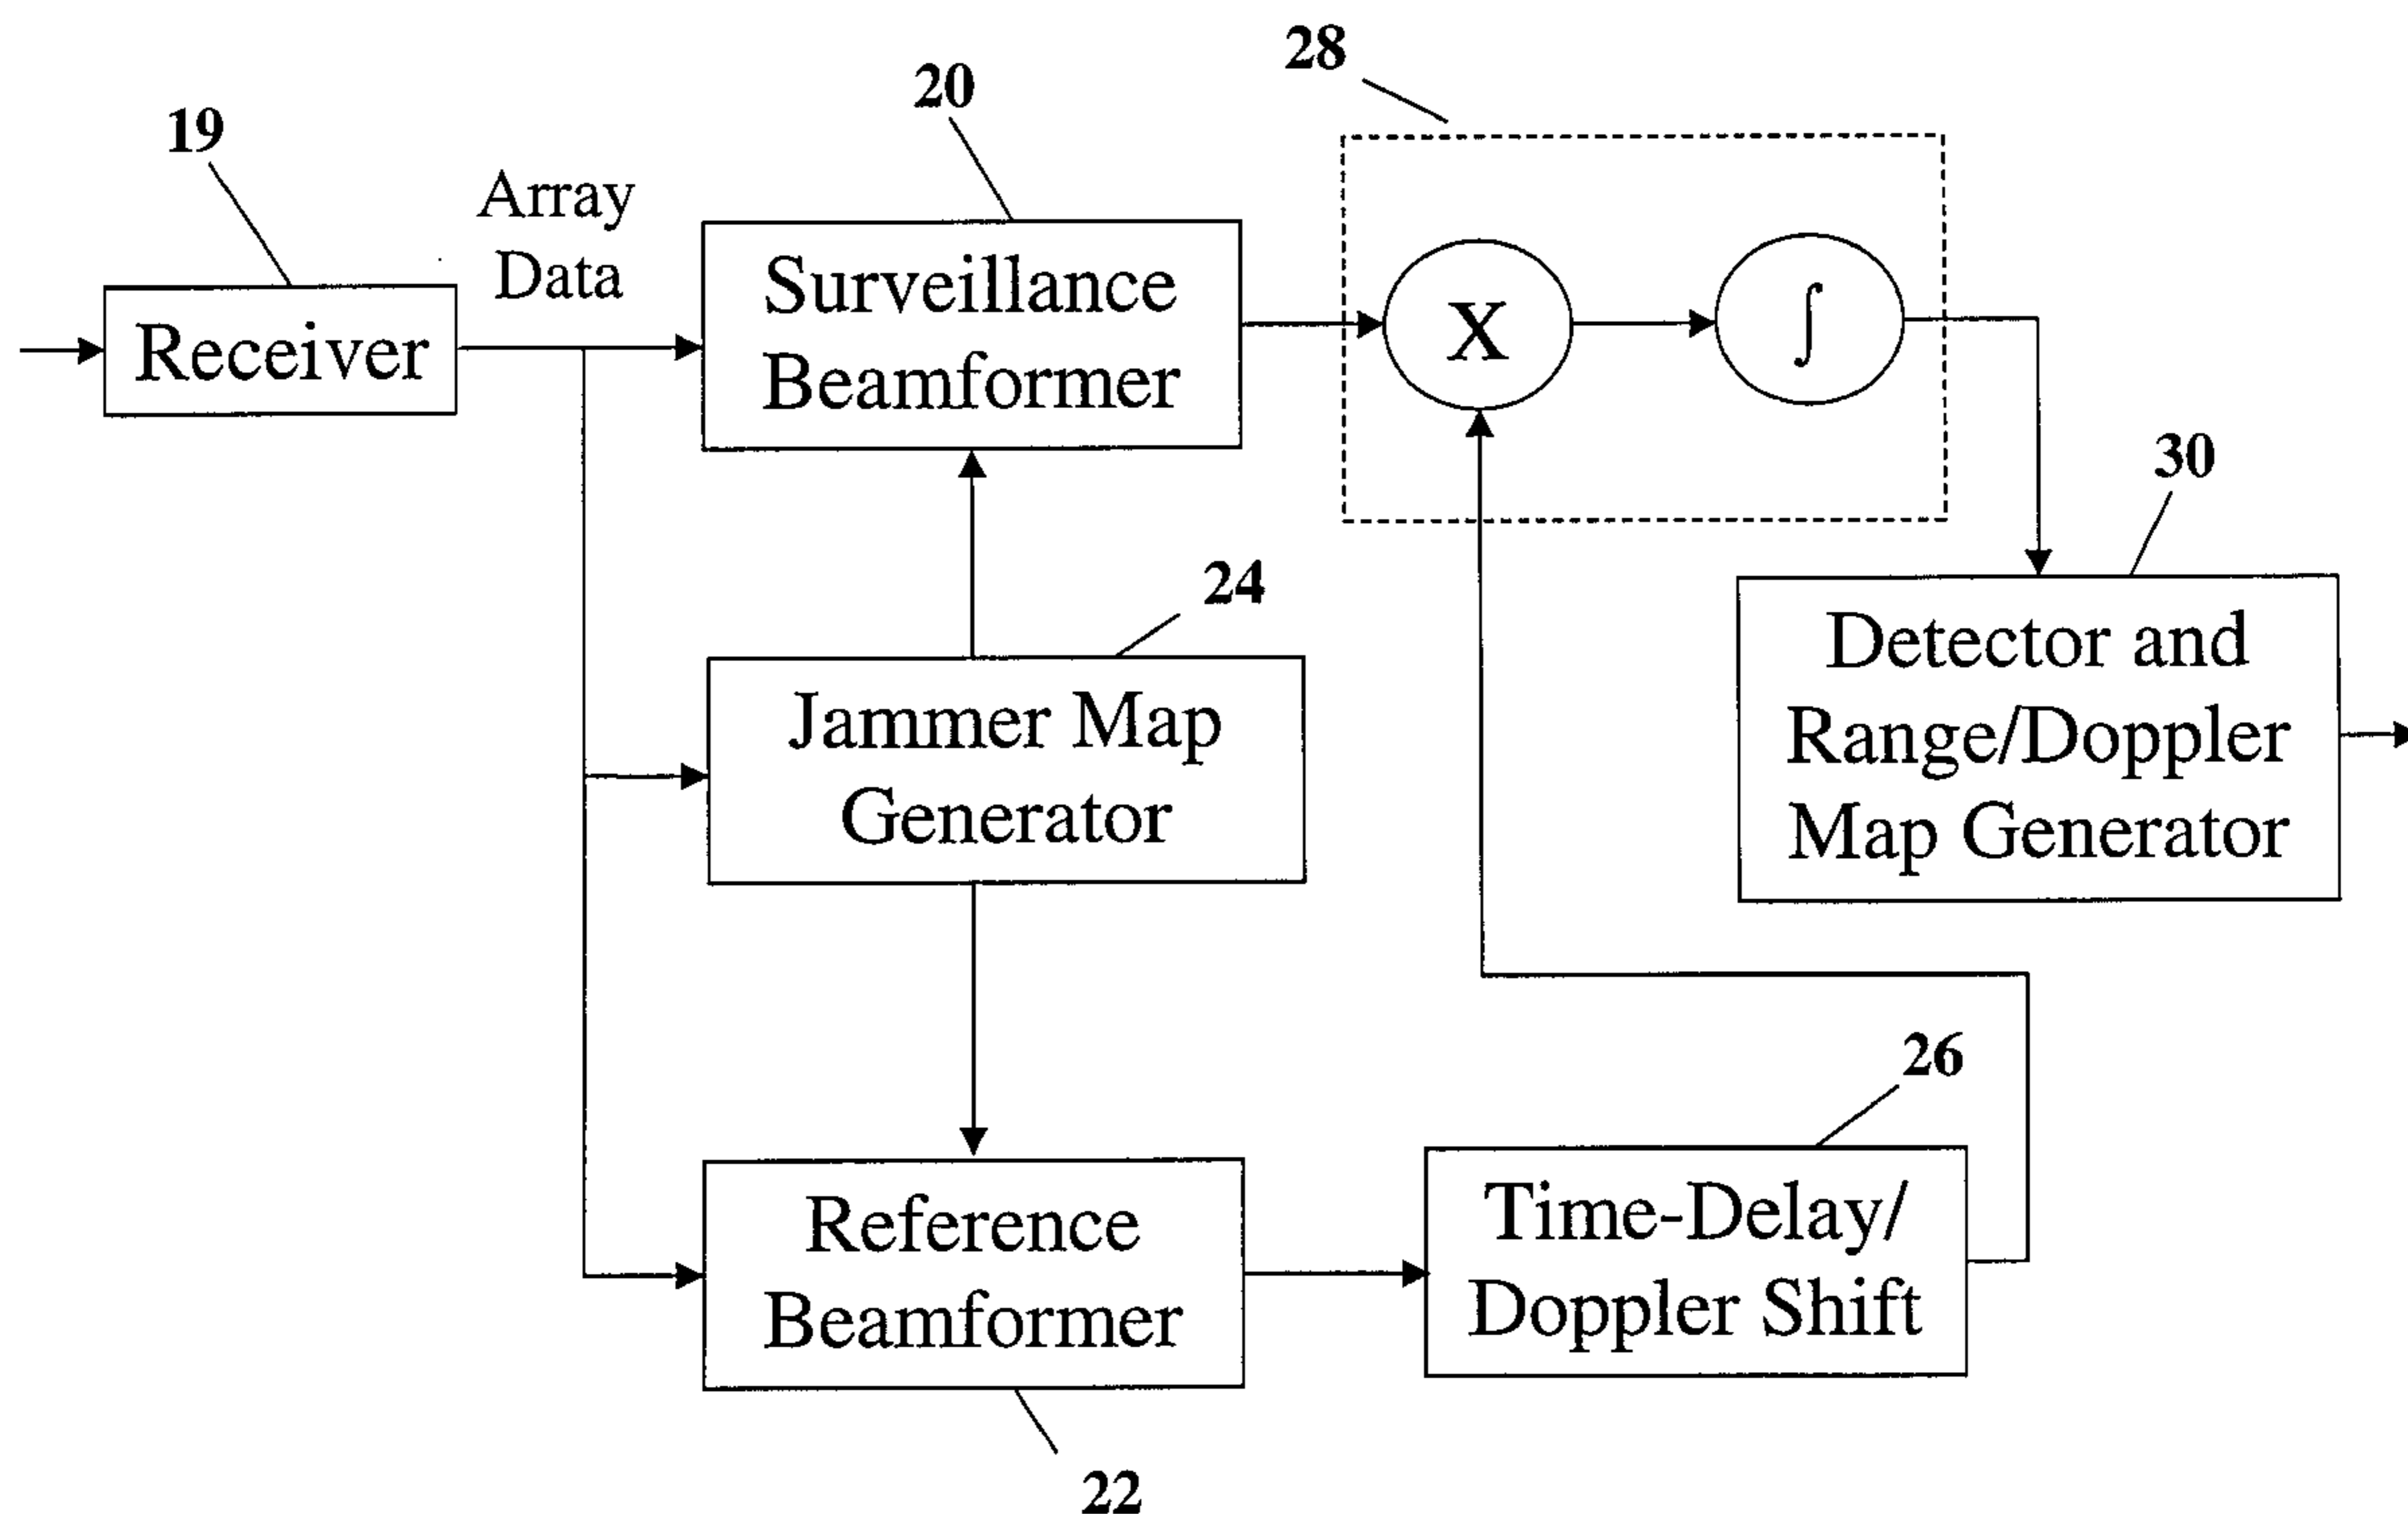 28
20
19
Array
Data
Surveillance
Beamformer
Receiver
X
∫
30
24
Detector and
Range/Doppler
Map Generator
Jammer Map
Generator
26
Reference
Beamformer
Time-Delay/
Doppler Shift
22